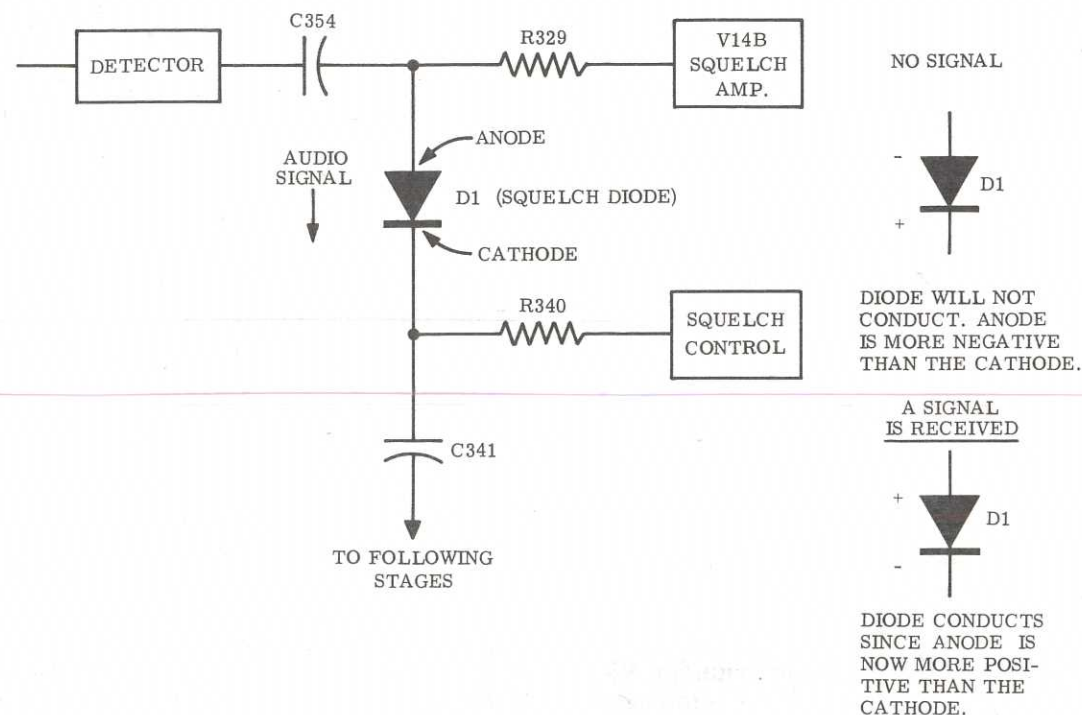 C354
DETECTOR
R329
V14B
SQUELCH
AMP.
AUDIO
SIGNAL
ANODE
D1 (SQUELCH DIODE)
CATHODE
R340
SQUELCH
CONTROL
C341
TO FOLLOWING
STAGES
NO SIGNAL
-
D1
+
DIODE WILL NOT
CONDUCT. ANODE
IS MORE NEGATIVE
THAN THE CATHODE.
A SIGNAL
IS RECEIVED
+
D1
-
DIODE CONDUCTS
SINCE ANODE IS
NOW MORE POSI-
TIVE THAN THE
CATHODE.